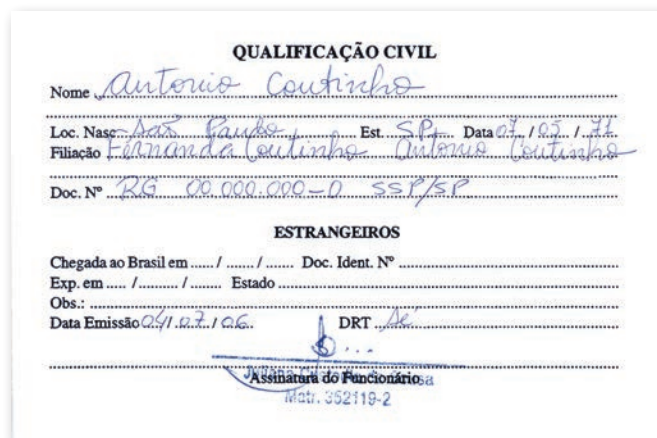 QUALIFICAÇÃO CIVIL
Nome Antonio Coutinho
Loc. Nasc. São Paulo Est. SP Data 07 / 05 / 71
Filiação Fernanda Coutinho Antonio Coutinho
Doc. Nº RG 00.000.000-0 SSP/SP
ESTRANGEIROS
Chegada ao Brasil em ...... / ....... / ...... Doc. Ident. Nº
Exp. em ..... / .......... / ....... Estado
Obs.:
Data Emissão 04/07/06 DRT Sé
Assinatura do Funcionário
Matr. 352119-2